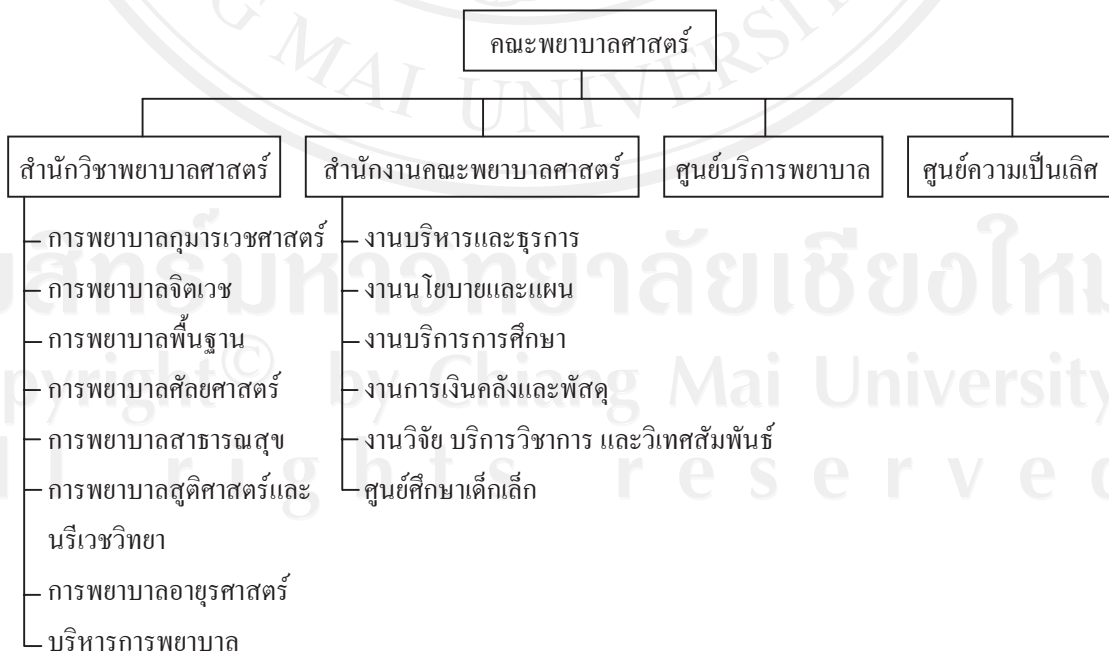 คณะพยาบาลศาสตร์
สำนักวิชาพยาบาลศาสตร์
สำนักงานคณะพยาบาลศาสตร์
ศูนย์บริการพยาบาล
ศูนย์ความเป็นเลิศ
การพยาบาลกุมารเวชศาสตร์
การพยาบาลจิตเวช
การพยาบาลพื้นฐาน
การพยาบาลศัลยศาสตร์
การพยาบาลสาธารณสุข
การพยาบาลสูติศาสตร์และ
นรีเวชวิทยา
การพยาบาลอายุรศาสตร์
บริหารการพยาบาล
งานบริหารและธุรการ
งานนโยบายและแผน
งานบริการการศึกษา
งานการเงินคลังและพัสดุ
งานวิจัย บริการวิชาการ และวิเทศสัมพันธ์
ศูนย์ศึกษาเด็กเล็ก
MAI UNIVERSIT
by Chiang Mai University
rights reserved